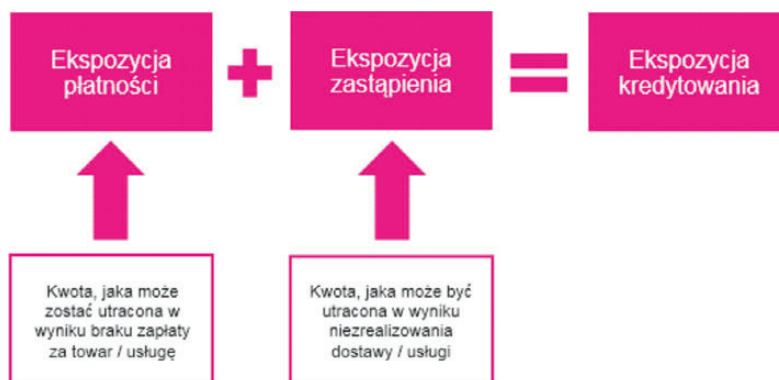 Ekspozycja
płatności
+
Ekspozycja
zastąpienia
=
Ekspozycja
kredytowania
Kwota, jaka może
zostać utracona w
wyniku braku zapłaty
za towar / usługę
Kwota, jaka może być
utracona w wyniku
niezrealizowania
dostawy / usługi